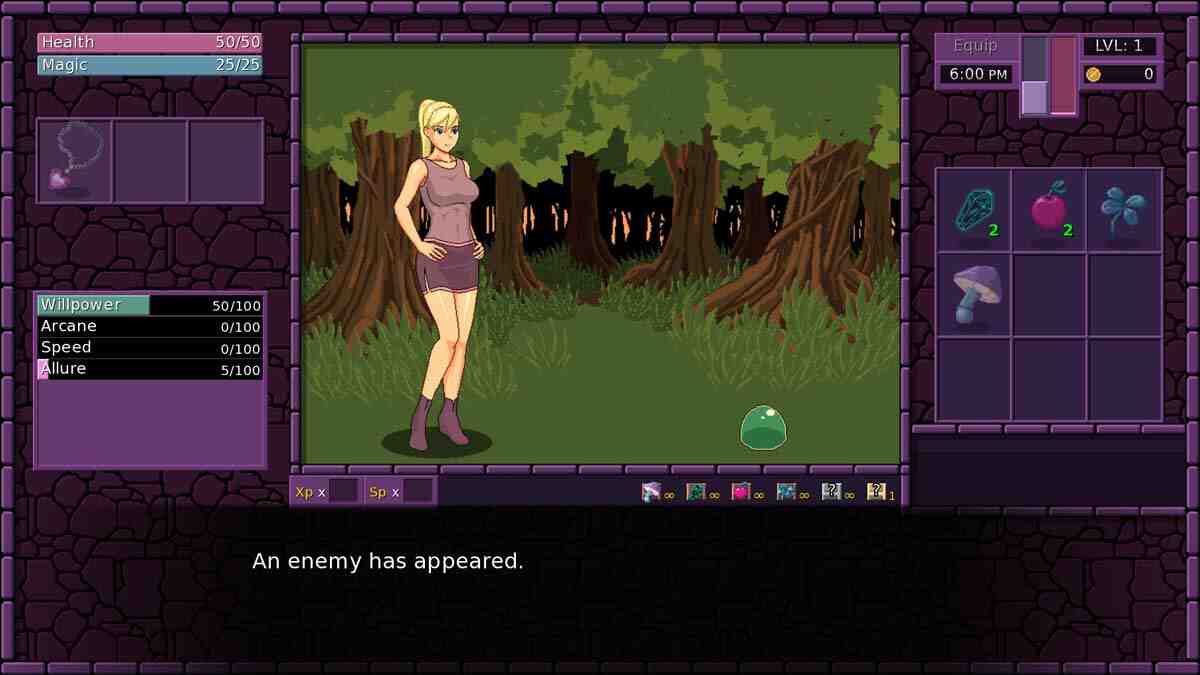 Health 50/50
Magic 25/25
Equip
LVL: 1
6:00 PM
0
2
2
Willpower 50/100
Arcane 0/100
Speed 0/100
Allure 5/100
Xp x
Sp x
∞ ∞ ∞ ∞ ? ∞ ? 1
An enemy has appeared.